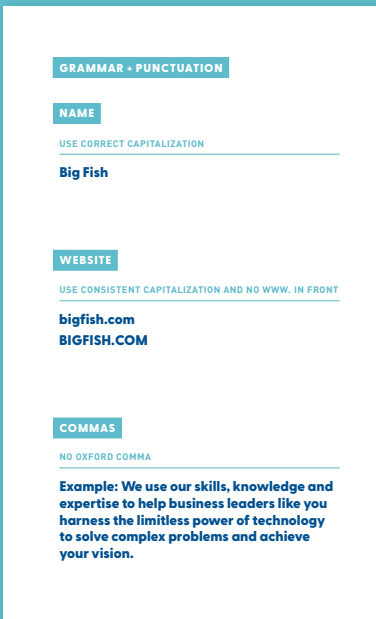 GRAMMAR + PUNCTUATION
NAME
USE CORRECT CAPITALIZATION
Big Fish
WEBSITE
USE CONSISTENT CAPITALIZATION AND NO WWW. IN FRONT
bigfish.com
BIGFISH.COM
COMMAS
NO OXFORD COMMA
Example: We use our skills, knowledge and
expertise to help business leaders like you
harness the limitless power of technology
to solve complex problems and achieve
your vision.